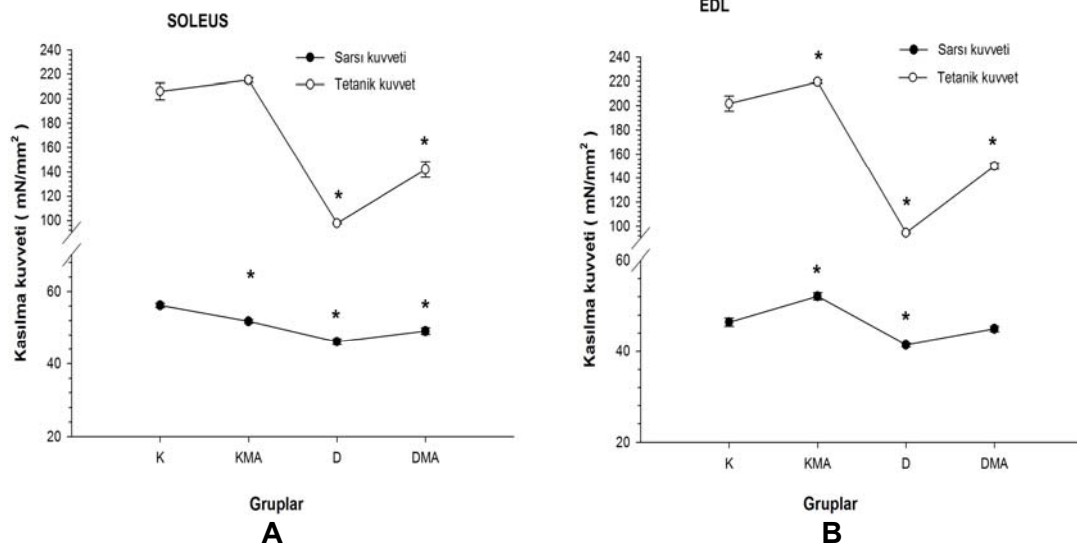 SOLEUS
Sarsı kuvveti
Tetanik kuvvet
Kasılma kuvveti ( mN/mm²  )
240
220
200
180
160
140
120
100
60
40
20
*
*
*
*
*
K
KMA
D
DMA
Gruplar
A
EDL
Sarsı kuvveti
Tetanik kuvvet
Kasılma kuvveti ( mN/mm²  )
240
220
200
180
160
140
120
100
60
40
20
*
*
*
*
*
K
KMA
D
DMA
Gruplar
B